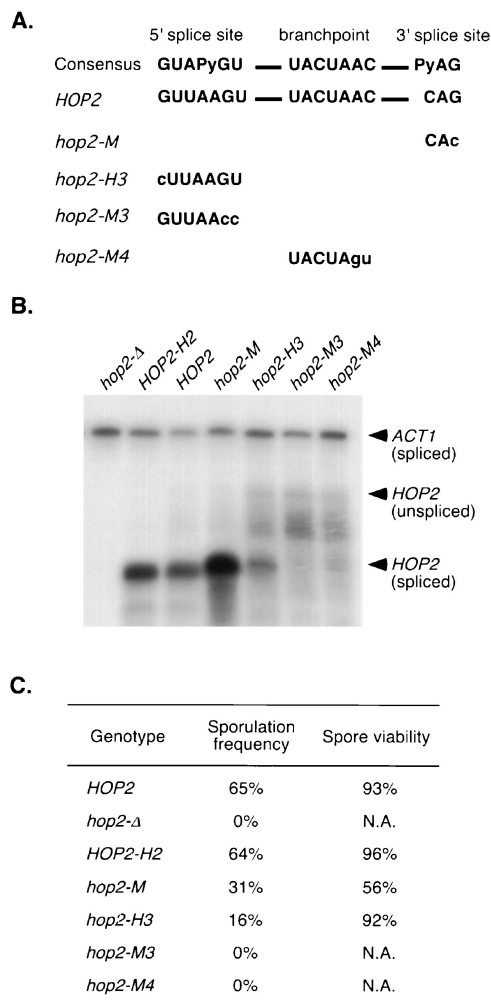 A.
5' splice site branchpoint 3' splice site
Consensus GUAPyGU — UACUAAC — PyAG
HOP2 GUUAAGU — UACUAAC — CAG
hop2-M CAc
hop2-H3 cUUAAGU
hop2-M3 GUUAAcc
hop2-M4 UACUAgu
B.
hop2-Δ HOP2-H2 HOP2 hop2-M hop2-H3 hop2-M3 hop2-M4
ACT1
(spliced)
HOP2
(unspliced)
HOP2
(spliced)
C.
Genotype Sporulation frequency Spore viability
HOP2 65% 93%
hop2-Δ 0% N.A.
HOP2-H2 64% 96%
hop2-M 31% 56%
hop2-H3 16% 92%
hop2-M3 0% N.A.
hop2-M4 0% N.A.